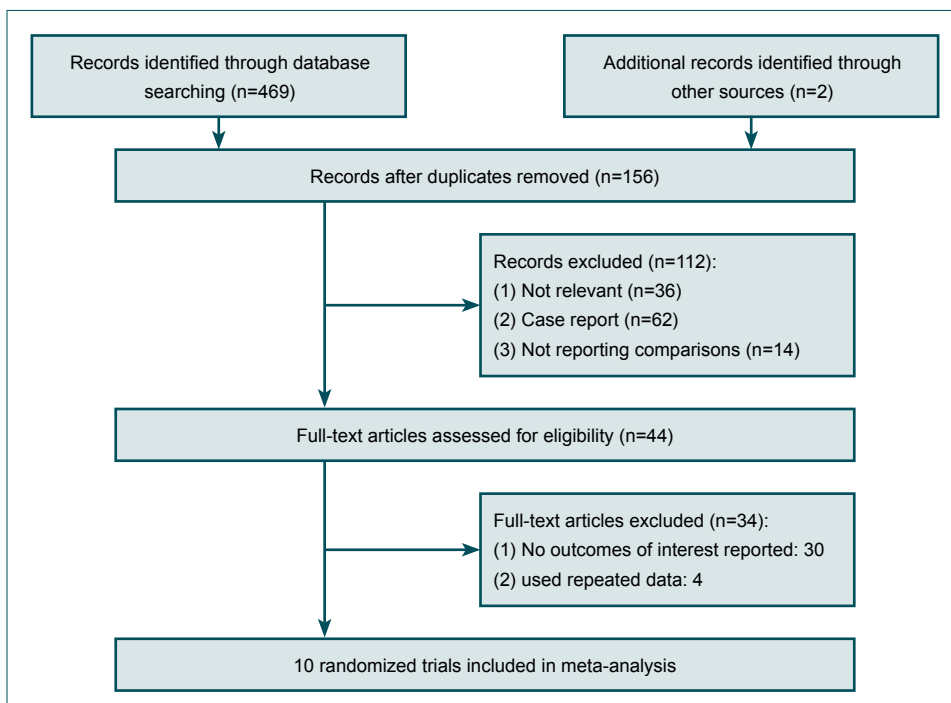 Records identified through database
searching (n=469)
Additional records identified through
other sources (n=2)
Records after duplicates removed (n=156)
Records excluded (n=112):
(1) Not relevant (n=36)
(2) Case report (n=62)
(3) Not reporting comparisons (n=14)
Full-text articles assessed for eligibility (n=44)
Full-text articles excluded (n=34):
(1) No outcomes of interest reported: 30
(2) used repeated data: 4
10 randomized trials included in meta-analysis